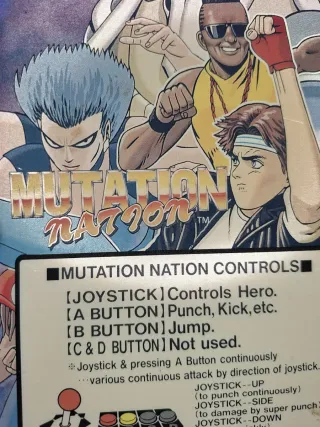 MUTATION
NATION™
■MUTATION NATION CONTROLS■
[JOYSTICK] Controls Hero.
[A BUTTON] Punch, Kick, etc.
[B BUTTON] Jump.
[C & D BUTTON] Not used.
※Joystick & pressing A Button continuously
…various continuous attack by direction of joystick.
JOYSTICK--UP
(to punch continuously)
JOYSTICK--SIDE
(to damage by super punch)
JOYSTICK--DOWN